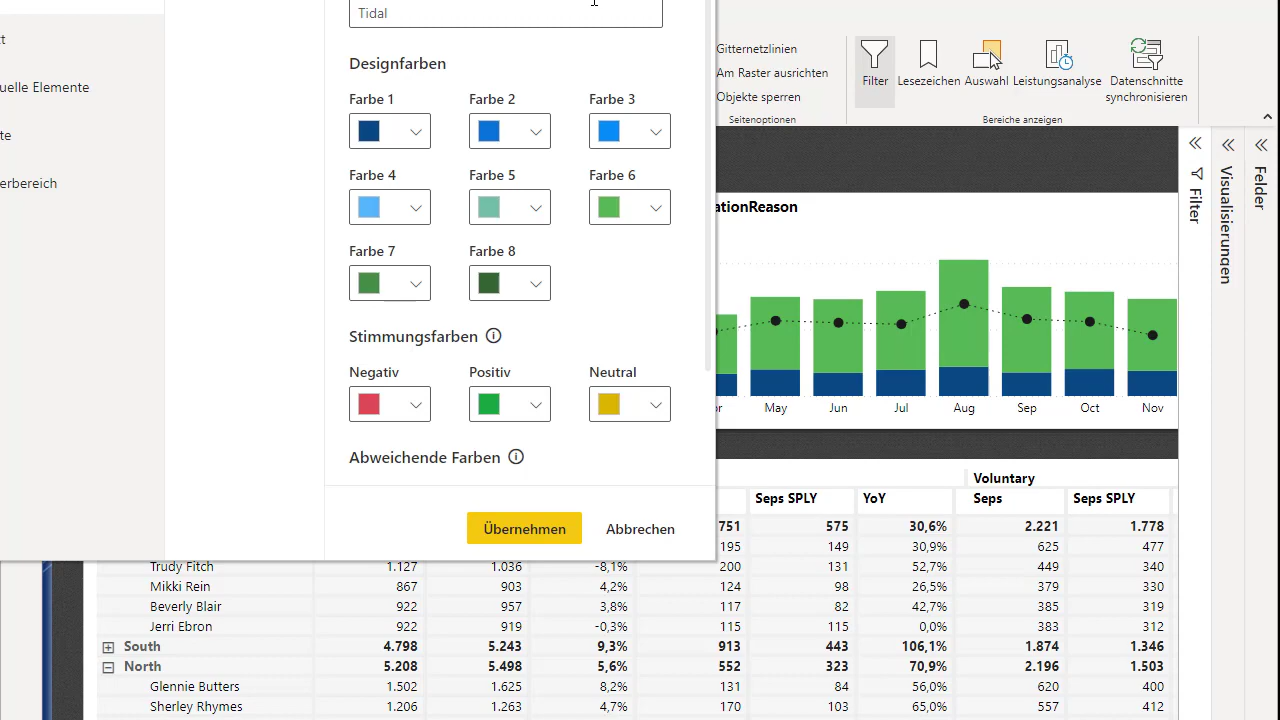 Tidal
Designfarben
Farbe 1 Farbe 2 Farbe 3
Farbe 4 Farbe 5 Farbe 6
Farbe 7 Farbe 8
Stimmungsfarben
Negativ Positiv Neutral
Abweichende Farben
Übernehmen Abbrechen
uelle Elemente
te
erbereich
Gitternetzlinien
Am Raster ausrichten
Objekte sperren
Seitenoptionen
Filter Lesezeichen Auswahl Leistungsanalyse Datenschnitte
synchronisieren
Bereiche anzeigen
Filter
Visualisierungen
Felder
ationReason
May Jun Jul Aug Sep Oct Nov
Voluntary
Seps SPLY YoY Seps Seps SPLY
751 575 30,6% 2.221 1.778
195 149 30,9% 625 477
Trudy Fitch 1.127 1.036 -8,1% 200 131 52,7% 449 340
Mikki Rein 867 903 4,2% 124 98 26,5% 379 330
Beverly Blair 922 957 3,8% 117 82 42,7% 385 319
Jerri Ebron 922 919 -0,3% 115 115 0,0% 383 312
South 4.798 5.243 9,3% 913 443 106,1% 1.874 1.346
North 5.208 5.498 5,6% 552 323 70,9% 2.196 1.503
Glennie Butters 1.502 1.625 8,2% 131 84 56,0% 620 400
Sherley Rhymes 1.206 1.263 4,7% 170 103 65,0% 557 412